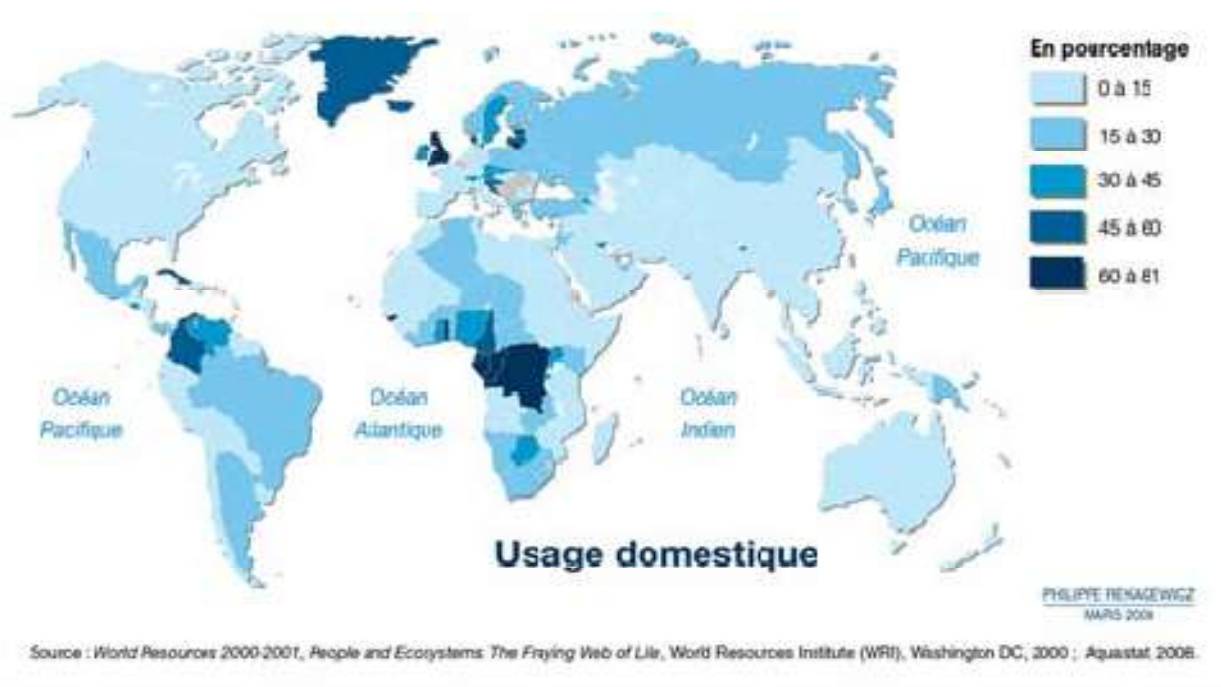 En pourcentage
0 à 15
15 à 30
30 à 45
45 à 60
60 à 81
Océan
Pacifique
Océan
Pacifique
Océan
Atlantique
Océan
Indien
Usage domestique
PHILIPPE REKACEWICZ
MARS 2008
Source : World Resources 2000-2001, People and Ecosystems The Fraying Web of Life, World Resources Institute (WRI), Washington DC, 2000 ; Aquastat 2008.